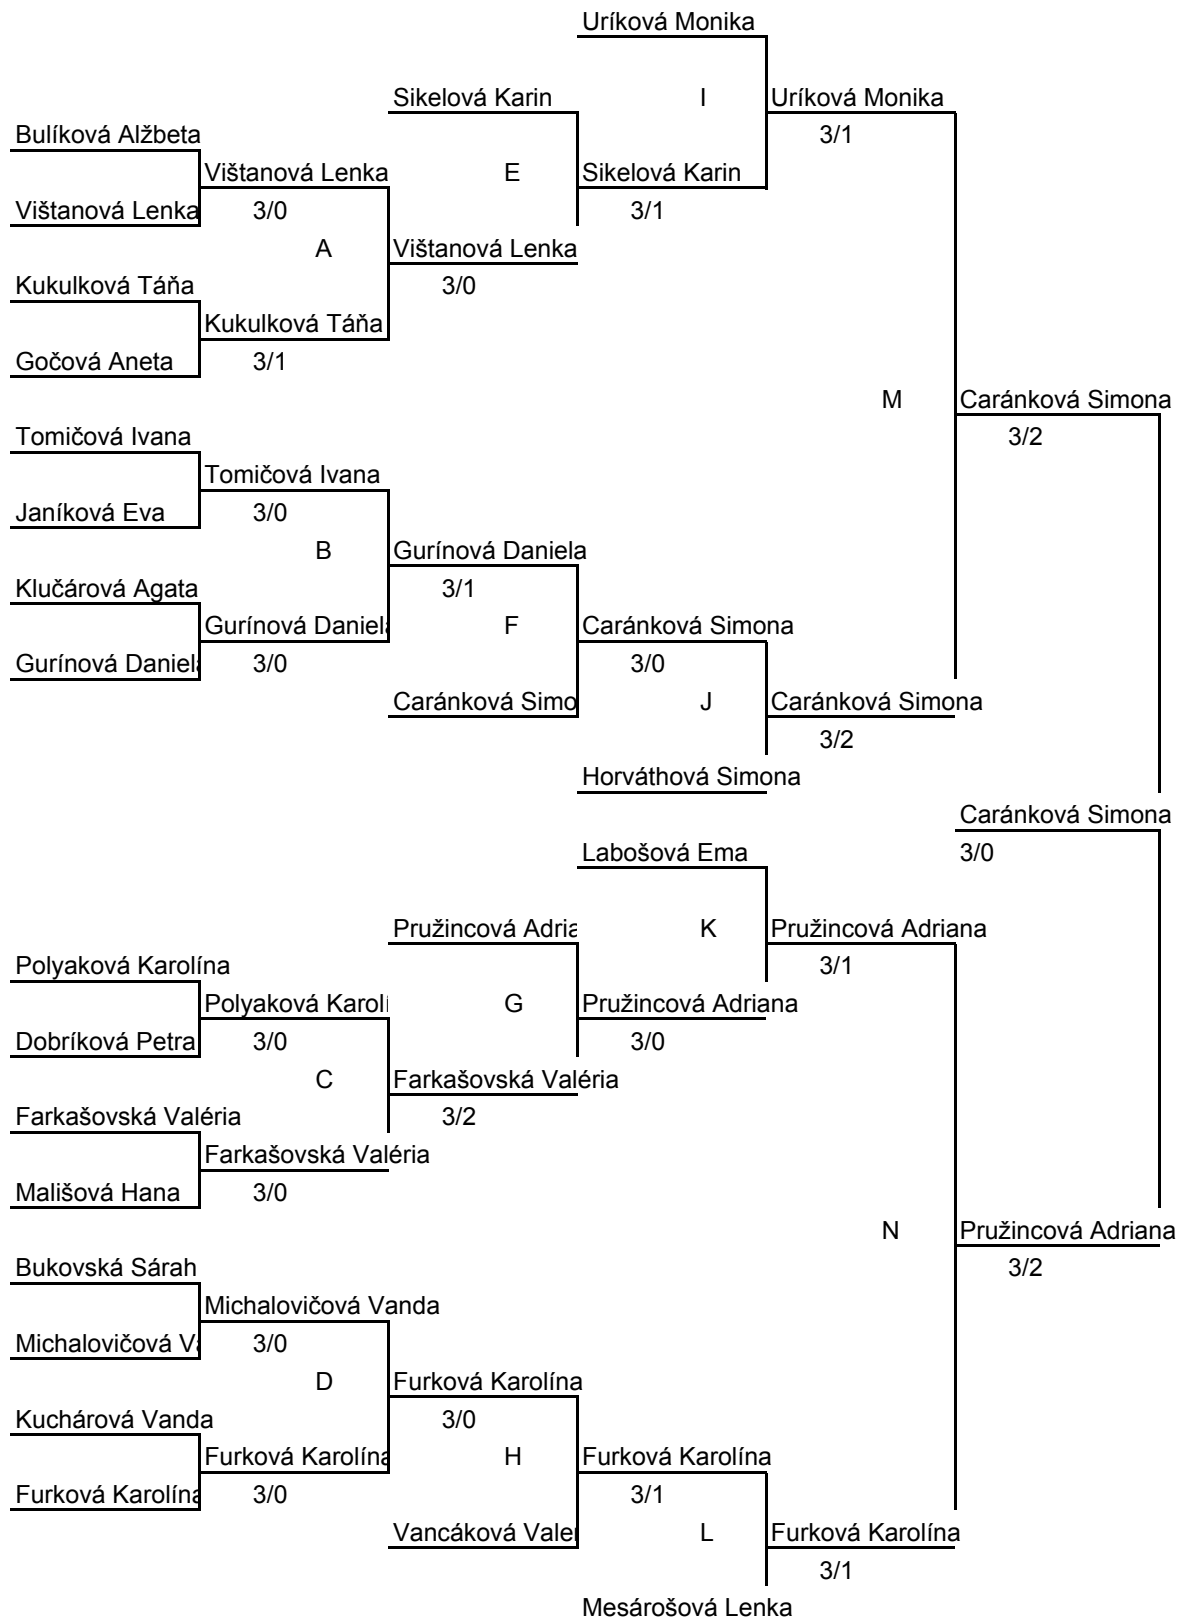 Uríková Monika
Sikelová Karin I Uríková Monika
Bulíková Alžbeta 3/1
Vištanová Lenka E Sikelová Karin
Vištanová Lenka 3/0 3/1
A Vištanová Lenka
Kukulková Táňa 3/0
Kukulková Táňa
Gočová Aneta 3/1
M Caránková Simona
Tomičová Ivana 3/2
Tomičová Ivana
Janíková Eva 3/0
B Gurínová Daniela
Klučárová Agata 3/1
Gurínová Daniela F Caránková Simona
Gurínová Daniela 3/0 3/0
Caránková Simo J Caránková Simona
3/2
Horváthová Simona
Caránková Simona
Labošová Ema 3/0
Pružincová Adria K Pružincová Adriana
Polyaková Karolína 3/1
Polyaková Karolí G Pružincová Adriana
Dobríková Petra 3/0 3/0
C Farkašovská Valéria
Farkašovská Valéria 3/2
Farkašovská Valéria
Mališová Hana 3/0
N Pružincová Adriana
Bukovská Sárah 3/2
Michalovičová Vanda
Michalovičová Va 3/0
D Furková Karolína
Kuchárová Vanda 3/0
Furková Karolína H Furková Karolína
Furková Karolína 3/0 3/1
Vancáková Valer L Furková Karolína
3/1
Mesárošová Lenka